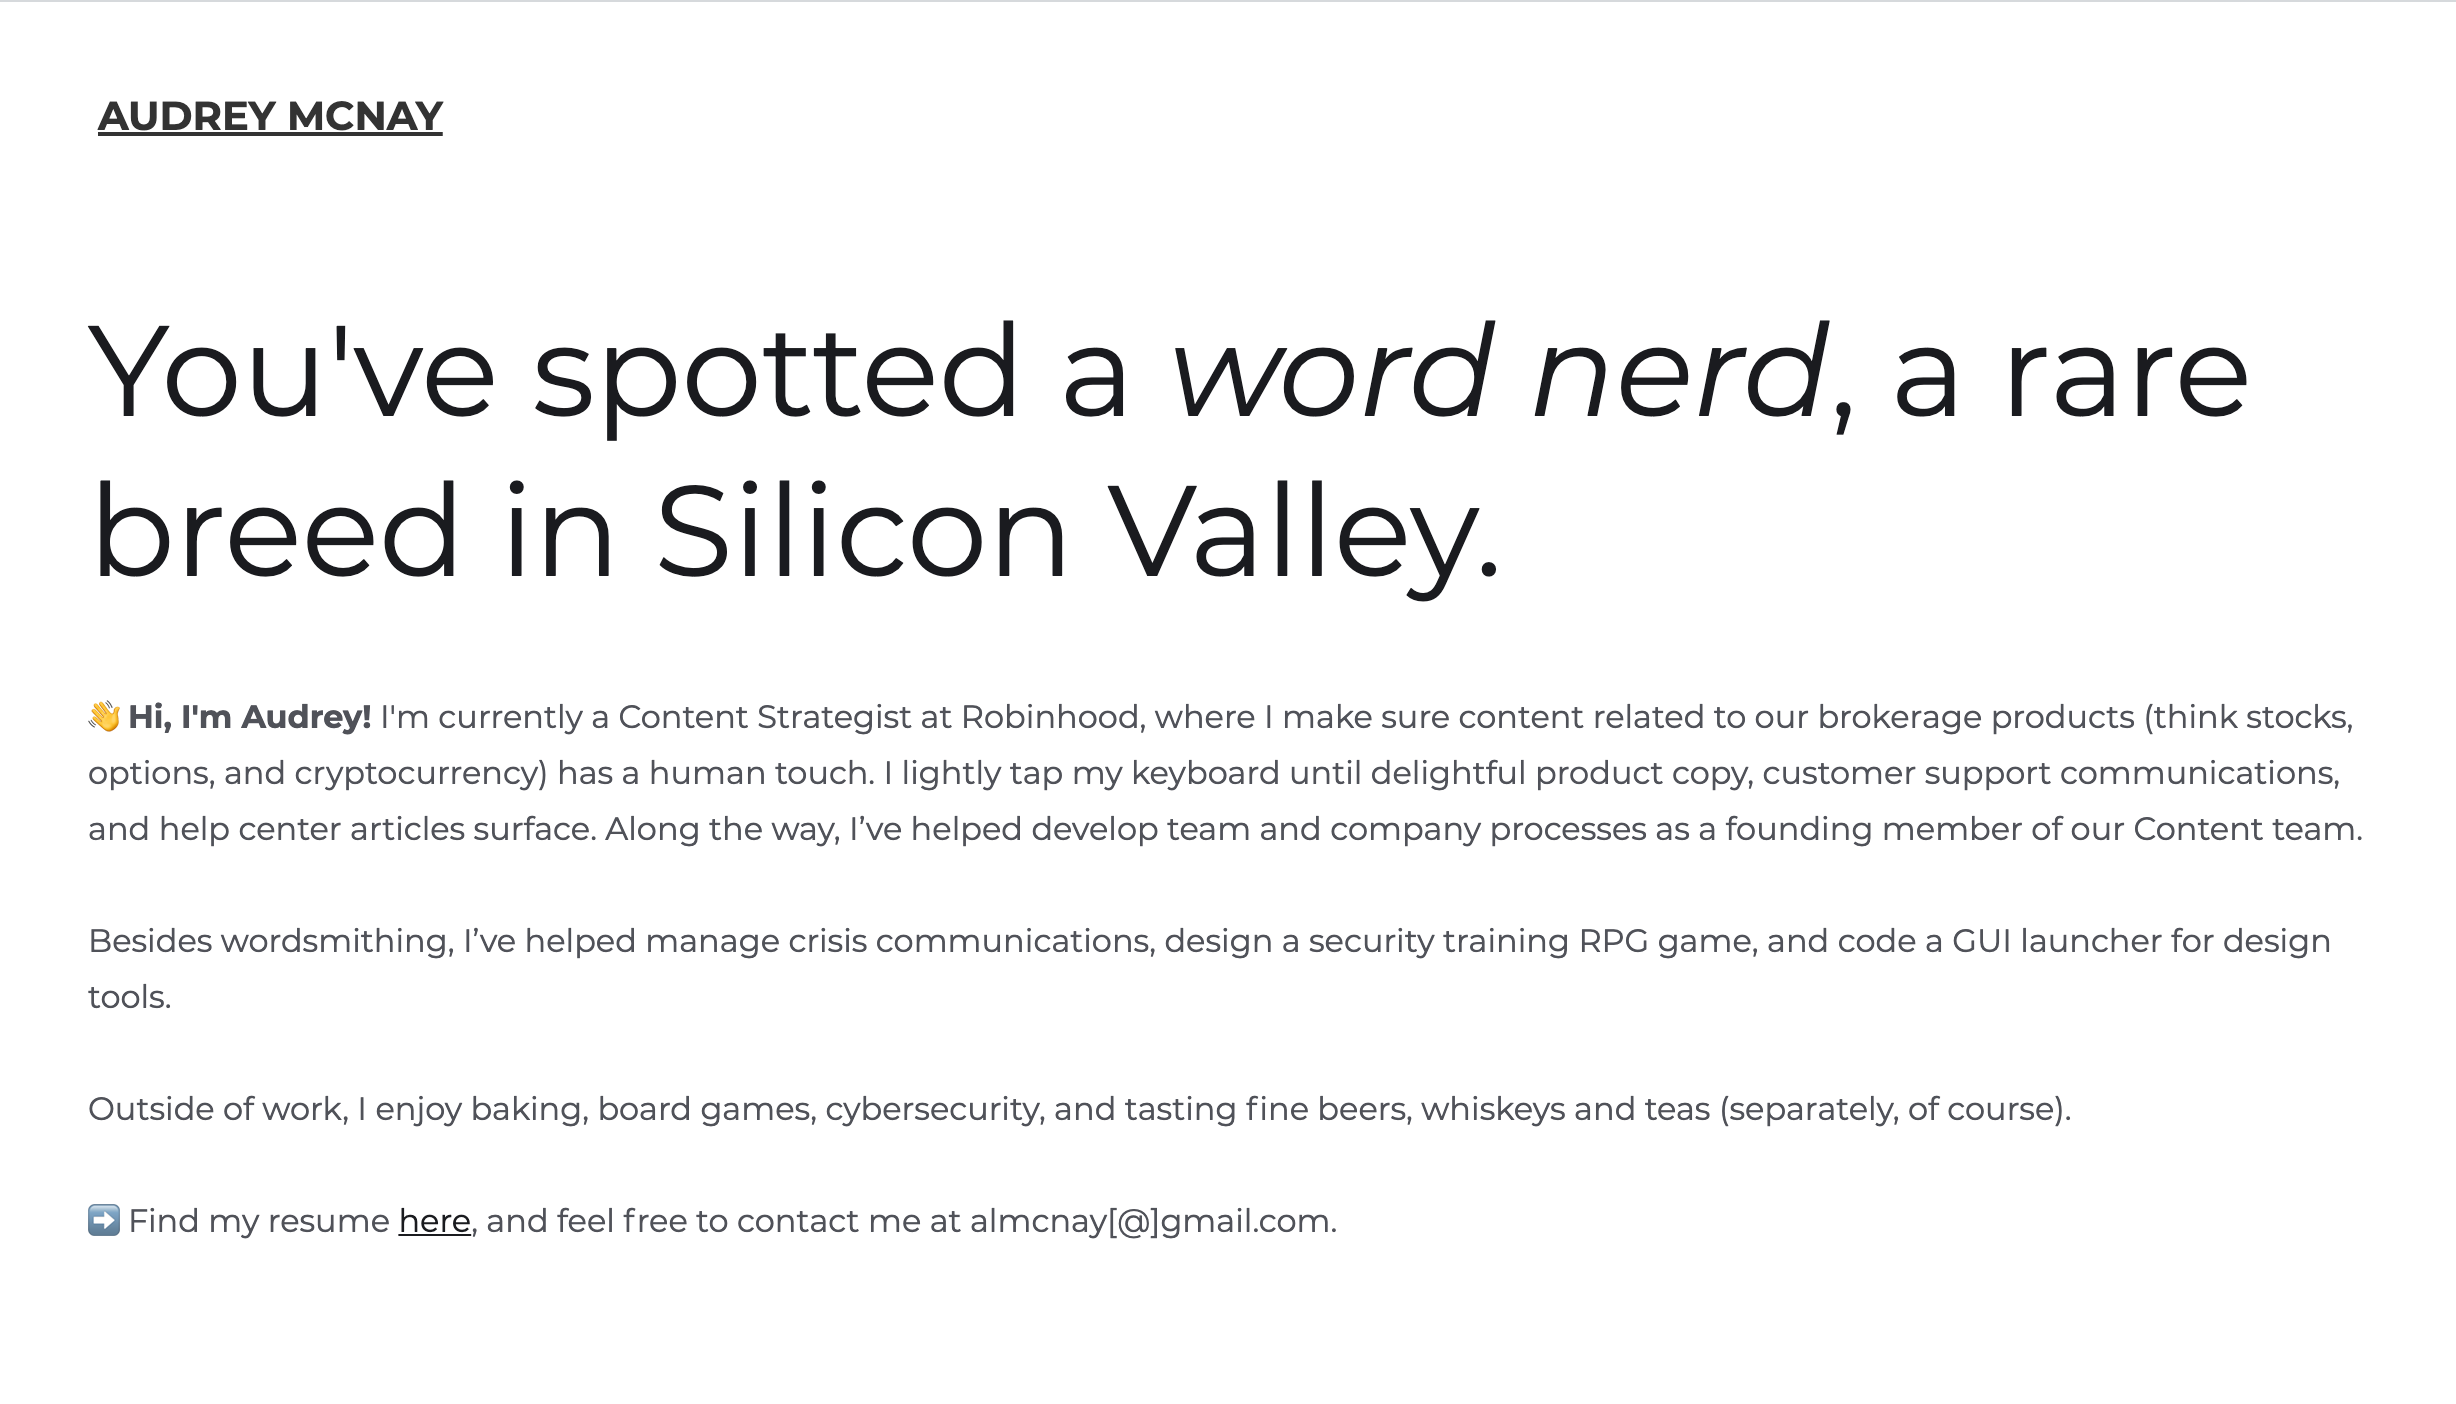 AUDREY MCNAY
You've spotted a word nerd, a rare
breed in Silicon Valley.
👋 Hi, I'm Audrey! I'm currently a Content Strategist at Robinhood, where I make sure content related to our brokerage products (think stocks,
options, and cryptocurrency) has a human touch. I lightly tap my keyboard until delightful product copy, customer support communications,
and help center articles surface. Along the way, I’ve helped develop team and company processes as a founding member of our Content team.
Besides wordsmithing, I’ve helped manage crisis communications, design a security training RPG game, and code a GUI launcher for design
tools.
Outside of work, I enjoy baking, board games, cybersecurity, and tasting fine beers, whiskeys and teas (separately, of course).
➡️ Find my resume here, and feel free to contact me at almcnay[@]gmail.com.